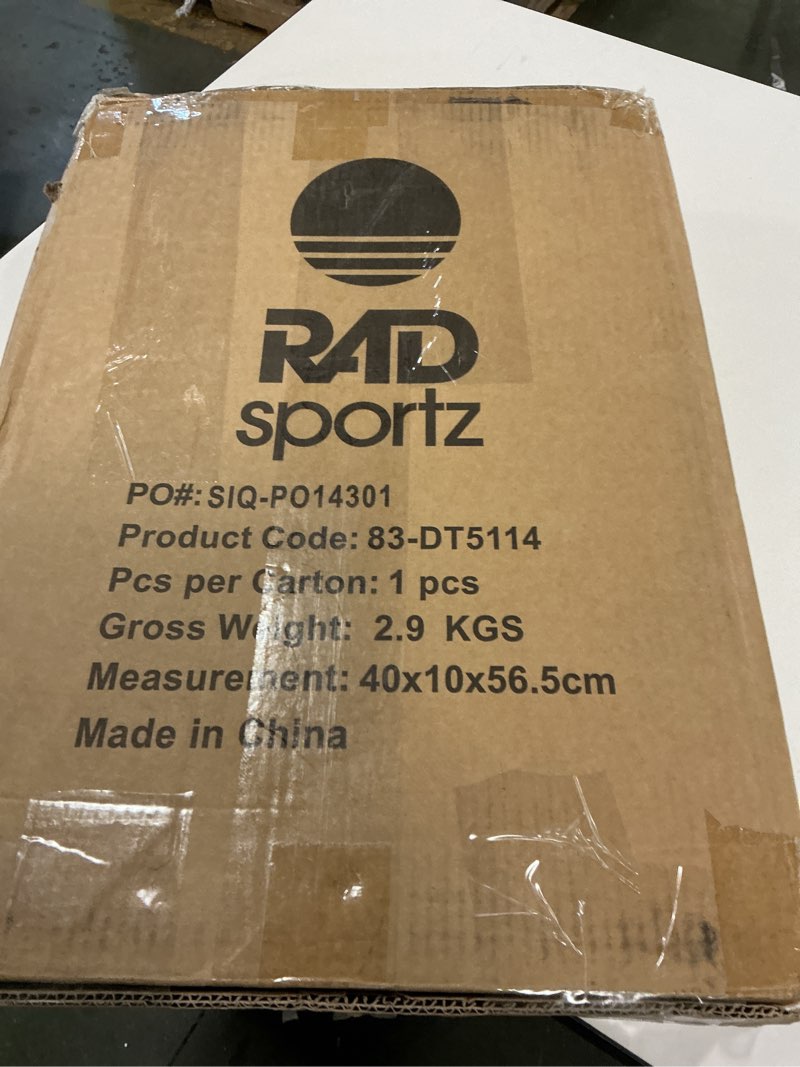 RAD
sportz
PO#: SIQ-PO14301
Product Code: 83-DT5114
Pcs per Carton: 1 pcs
Gross Weight: 2.9 KGS
Measurement: 40x10x56.5cm
Made in China